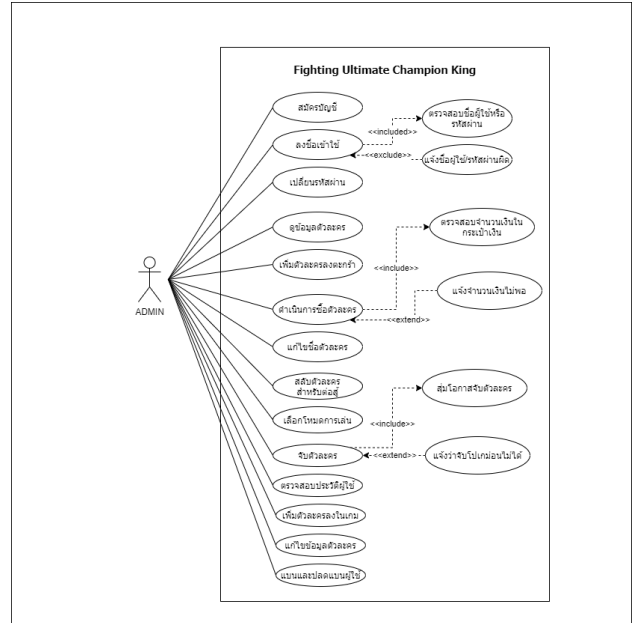 Fighting Ultimate Champion King
สมัครบัญชี
ตรวจสอบชื่อผู้ใช้หรือ
รหัสผ่าน
<<included>>
ลงชื่อเข้าใช้
<<exclude>>
แจ้งชื่อผู้ใช้/รหัสผ่านผิด
เปลี่ยนรหัสผ่าน
ดูข้อมูลตัวละคร
ตรวจสอบจำนวนเงินใน
กระเป๋าเงิน
เพิ่มตัวละครลงตะกร้า
<<include>>
ADMIN
ดำเนินการซื้อตัวละคร
แจ้งจำนวนเงินไม่พอ
<<extend>>
แก้ไขชื่อตัวละคร
สลับตัวละคร
สำหรับต่อสู้
สุ่มโอกาสจับตัวละคร
เลือกโหมดการเล่น
<<include>>
จับตัวละคร
<<extend>>
แจ้งว่าจับโปเกม่อนไม่ได้
ตรวจสอบประวัติผู้ใช้
เพิ่มตัวละครลงในเกม
แก้ไขข้อมูลตัวละคร
แบนและปลดแบนผู้ใช้